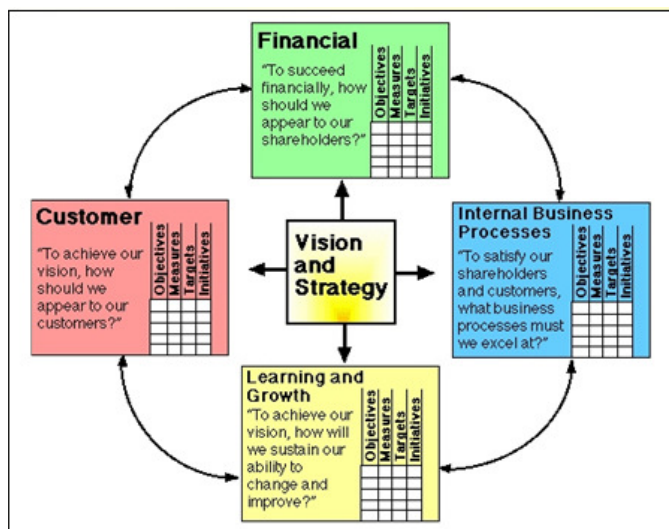 Financial
"To succeed
financially, how
should we
appear to our
shareholders?"
Objectives
Measures
Targets
Initiatives
Customer
"To achieve our
vision, how
should we
appear to our
customers?"
Objectives
Measures
Targets
Initiatives
Vision
and
Strategy
Internal Business
Processes
"To satisfy our
shareholders
and customers,
what business
processes must
we excel at?"
Objectives
Measures
Targets
Initiatives
Learning and
Growth
"To achieve our
vision, how will
we sustain our
ability to
change and
improve?"
Objectives
Measures
Targets
Initiatives